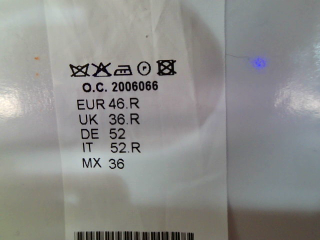 O.C. 2006066
EUR 46.R
UK 36.R
DE 52
IT 52.R
MX 36